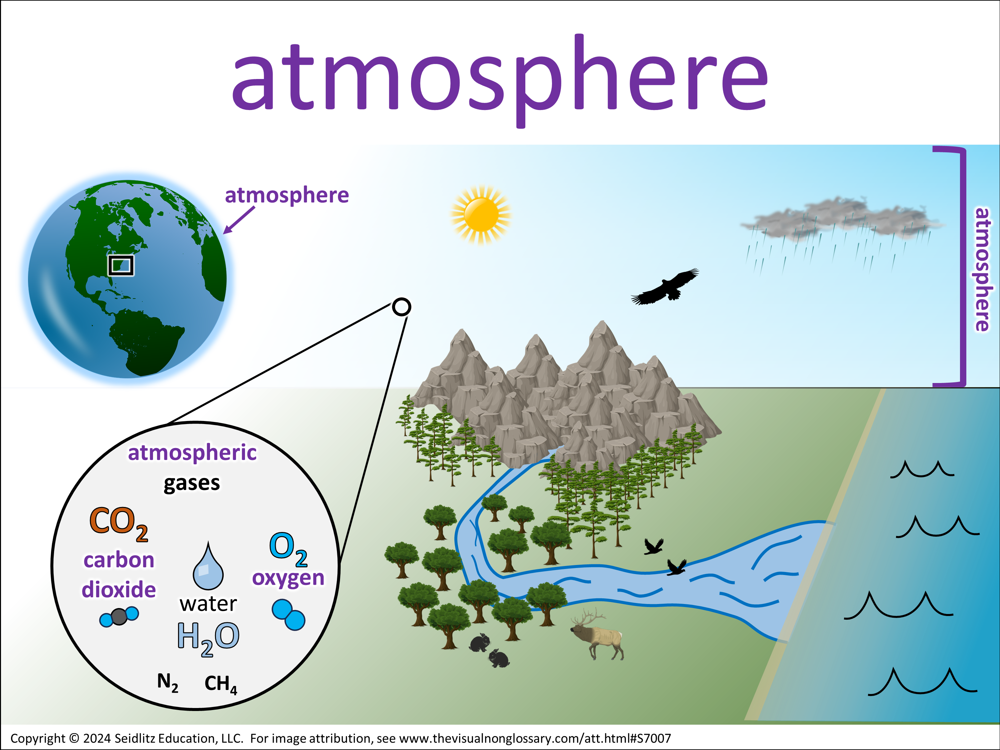 atmosphere
atmosphere
atmosphere
atmospheric
gases
CO₂
carbon
dioxide
water
H₂O
O₂
oxygen
N₂ CH₄
Copyright © 2024 Seidlitz Education, LLC. For image attribution, see www.thevisualnonglossary.com/att.html#S7007